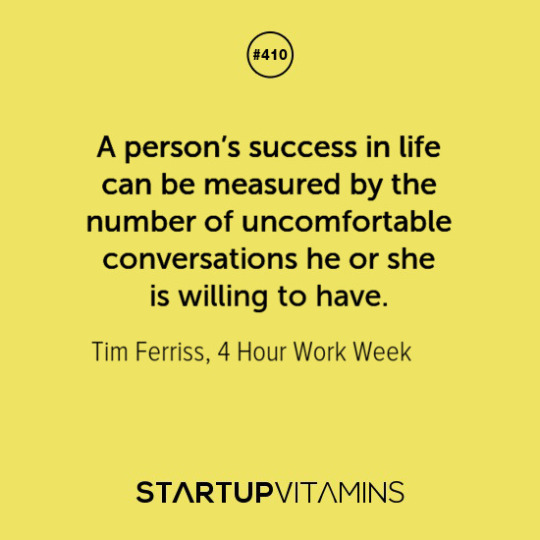 #410
A person’s success in life
can be measured by the
number of uncomfortable
conversations he or she
is willing to have.
Tim Ferriss, 4 Hour Work Week
STARTUPVITAMINS